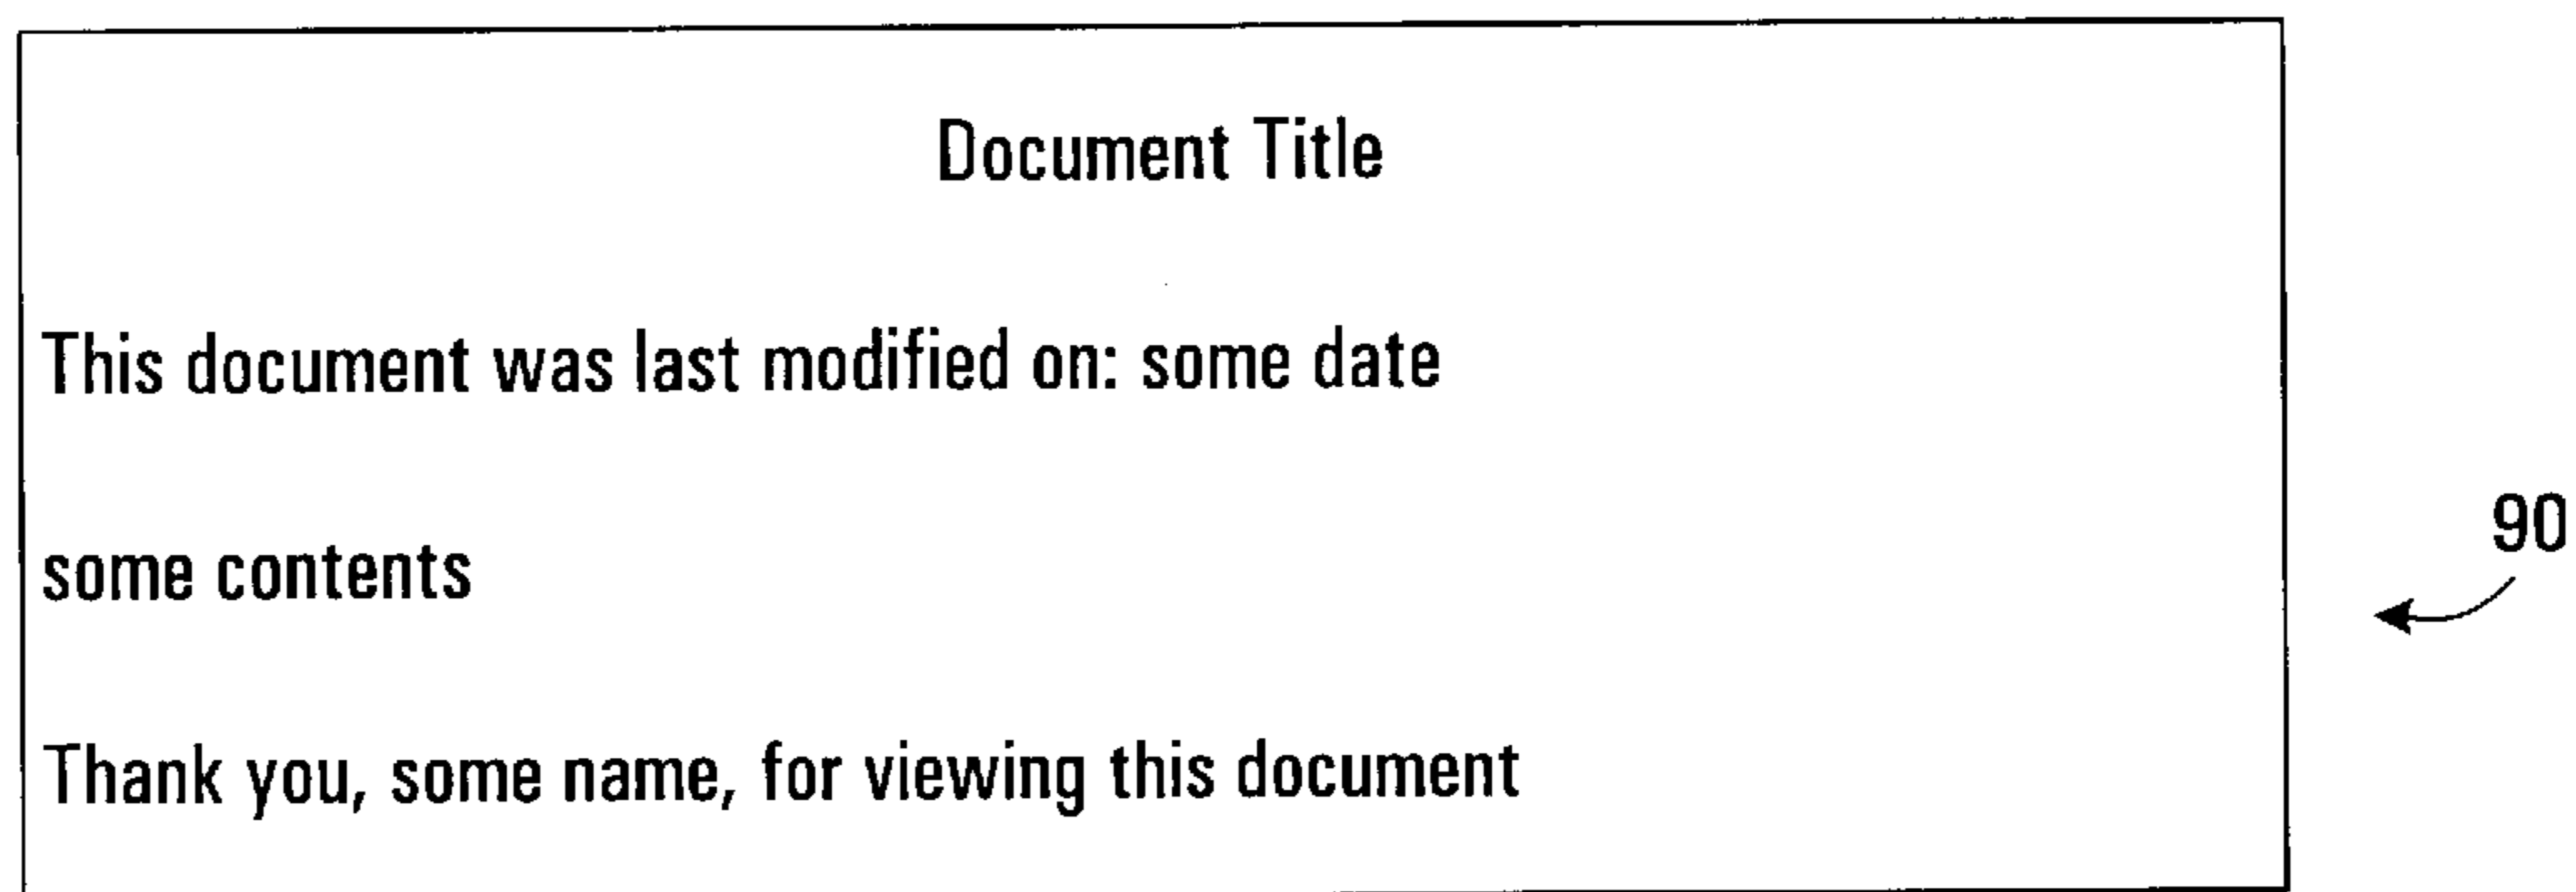 Document Title
This document was last modified on: some date
some contents
90
Thank you, some name, for viewing this document